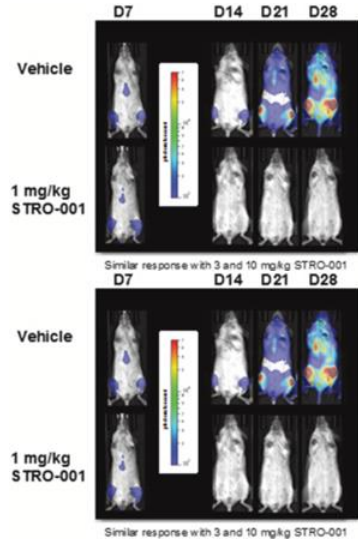 D7 D14 D21 D28
Vehicle
1 mg/kg
STRO-001
Similar response with 3 and 10 mg/kg STRO-001
D7 D14 D21 D28
Vehicle
1 mg/kg
STRO-001
Similar response with 3 and 10 mg/kg STRO-001